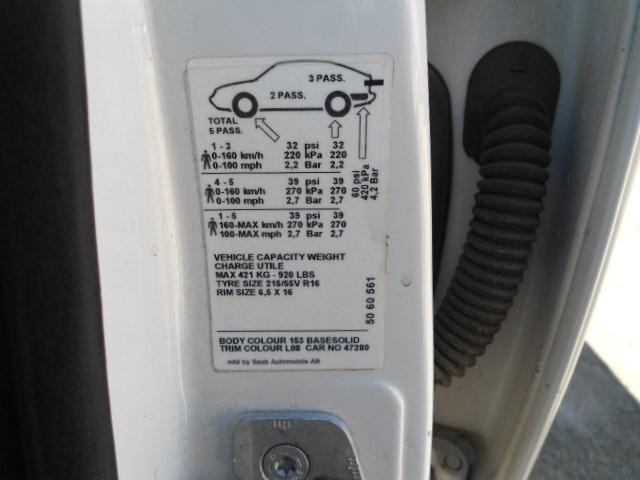 3 PASS.
2 PASS.
TOTAL
5 PASS.
1 - 3 32 psi 32
0-160 km/h 220 kPa 220
0-100 mph 2,2 Bar 2,2
4 - 5 39 psi 39
0-160 km/h 270 kPa 270
0-100 mph 2,7 Bar 2,7
1 - 5 39 psi 39
160-MAX km/h 270 kPa 270
100-MAX mph 2,7 Bar 2,7
60 psi
420 kPa
4,2 Bar
VEHICLE CAPACITY WEIGHT
CHARGE UTILE
MAX 421 KG - 920 LBS
TYRE SIZE 215/55V R16
RIM SIZE 6,5 X 16
50 60 561
BODY COLOUR 153 BASESOLID
TRIM COLOUR L08 CAR NO 47280
mfd by Saab Automobile AB